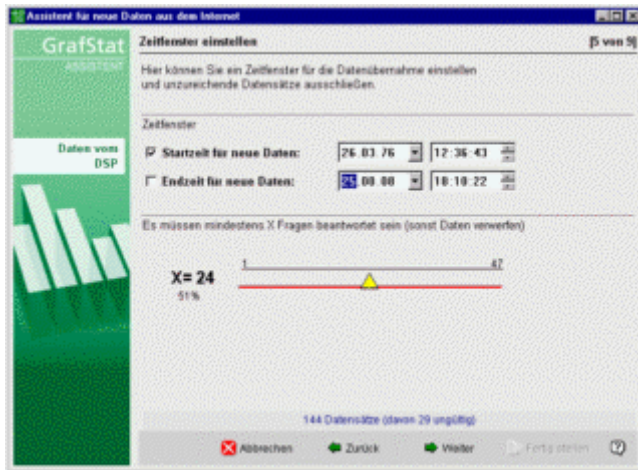 Assistent für neue Daten aus dem Internet
GrafStat
ASSISTENT
Zeitfenster einstellen
[5 von 9]
Hier können Sie ein Zeitfenster für die Datenübernahme einstellen
und unzureichende Datensätze ausschließen.
Zeitfenster
Daten vom
DSP
Startzeit für neue Daten:
26.03.76
12:36:43
Endzeit für neue Daten:
25.08.08
18:18:22
Es müssen mindestens X Fragen beantwortet sein (sonst Daten verwerfen)
1
47
X= 24
51%
144 Datensätze (davon 29 ungültig)
Abbrechen
Zurück
Weiter
Fertig stellen
?